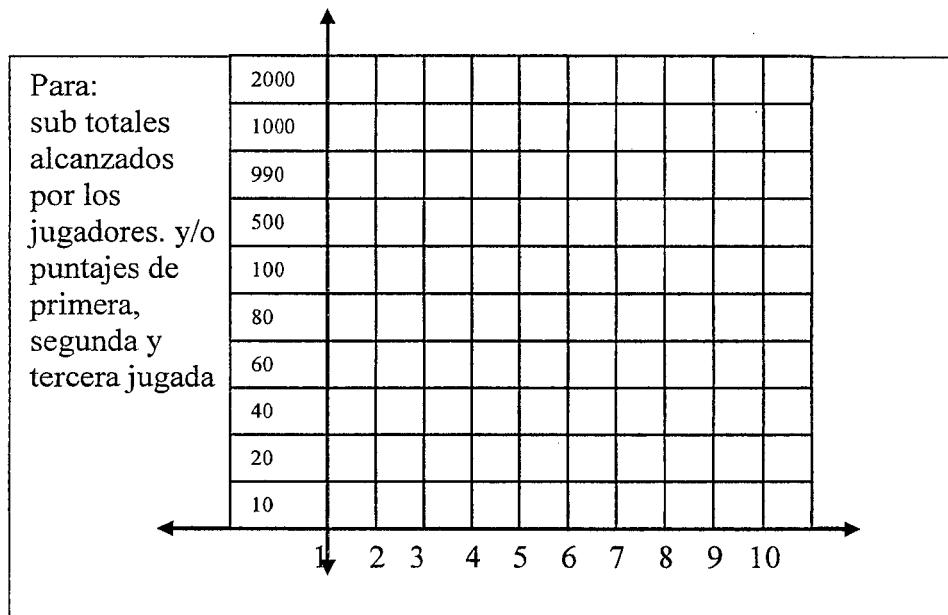 Para:
sub totales
alcanzados
por los
jugadores. y/o
puntajes de
primera,
segunda y
tercera jugada
2000
1000
990
500
100
80
60
40
20
10
1 2 3 4 5 6 7 8 9 10